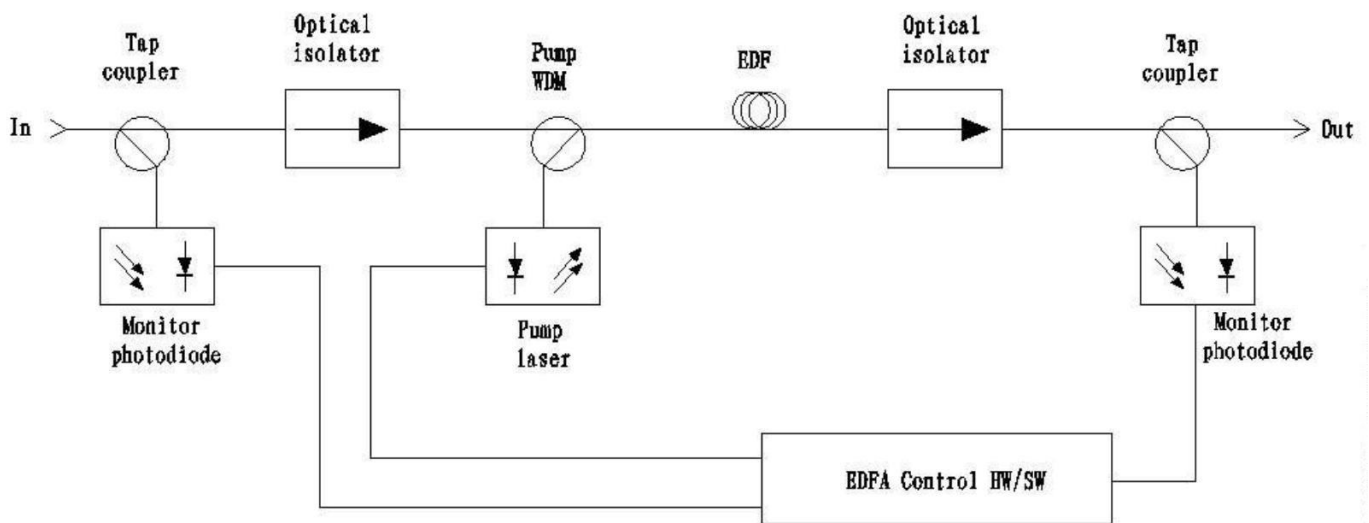 Tap
coupler
Optical
isolator
Pump
WDM
EDF
Optical
isolator
Tap
coupler
In
Out
Monitor
photodiode
Pump
laser
Monitor
photodiode
EDFA Control HW/SW